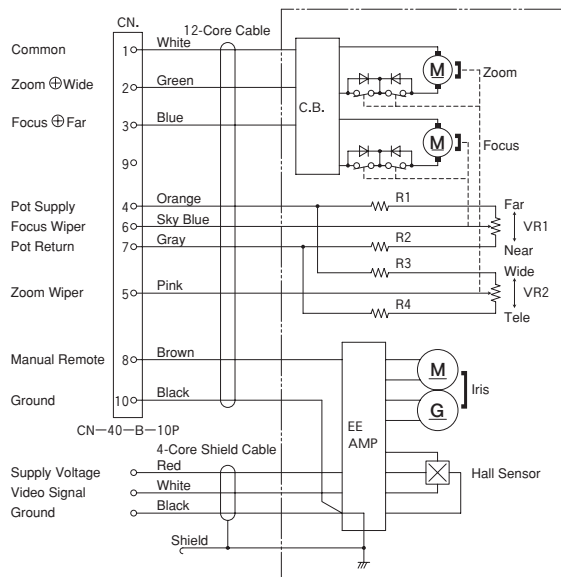 CN.
12-Core Cable
Common 1 White
Zoom ⊕Wide 2 Green
Focus ⊕Far 3 Blue
9
Pot Supply 4 Orange
Focus Wiper 6 Sky Blue
Pot Return 7 Gray
Zoom Wiper 5 Pink
Manual Remote 8 Brown
Ground 10 Black
CN—40—B—10P
4-Core Shield Cable
Supply Voltage Red
Video Signal White
Ground Black
Shield
C.B.
M Zoom
M Focus
R1
R2
R3
R4
Far
VR1
Near
Wide
VR2
Tele
EE
AMP
M
G
Iris
Hall Sensor